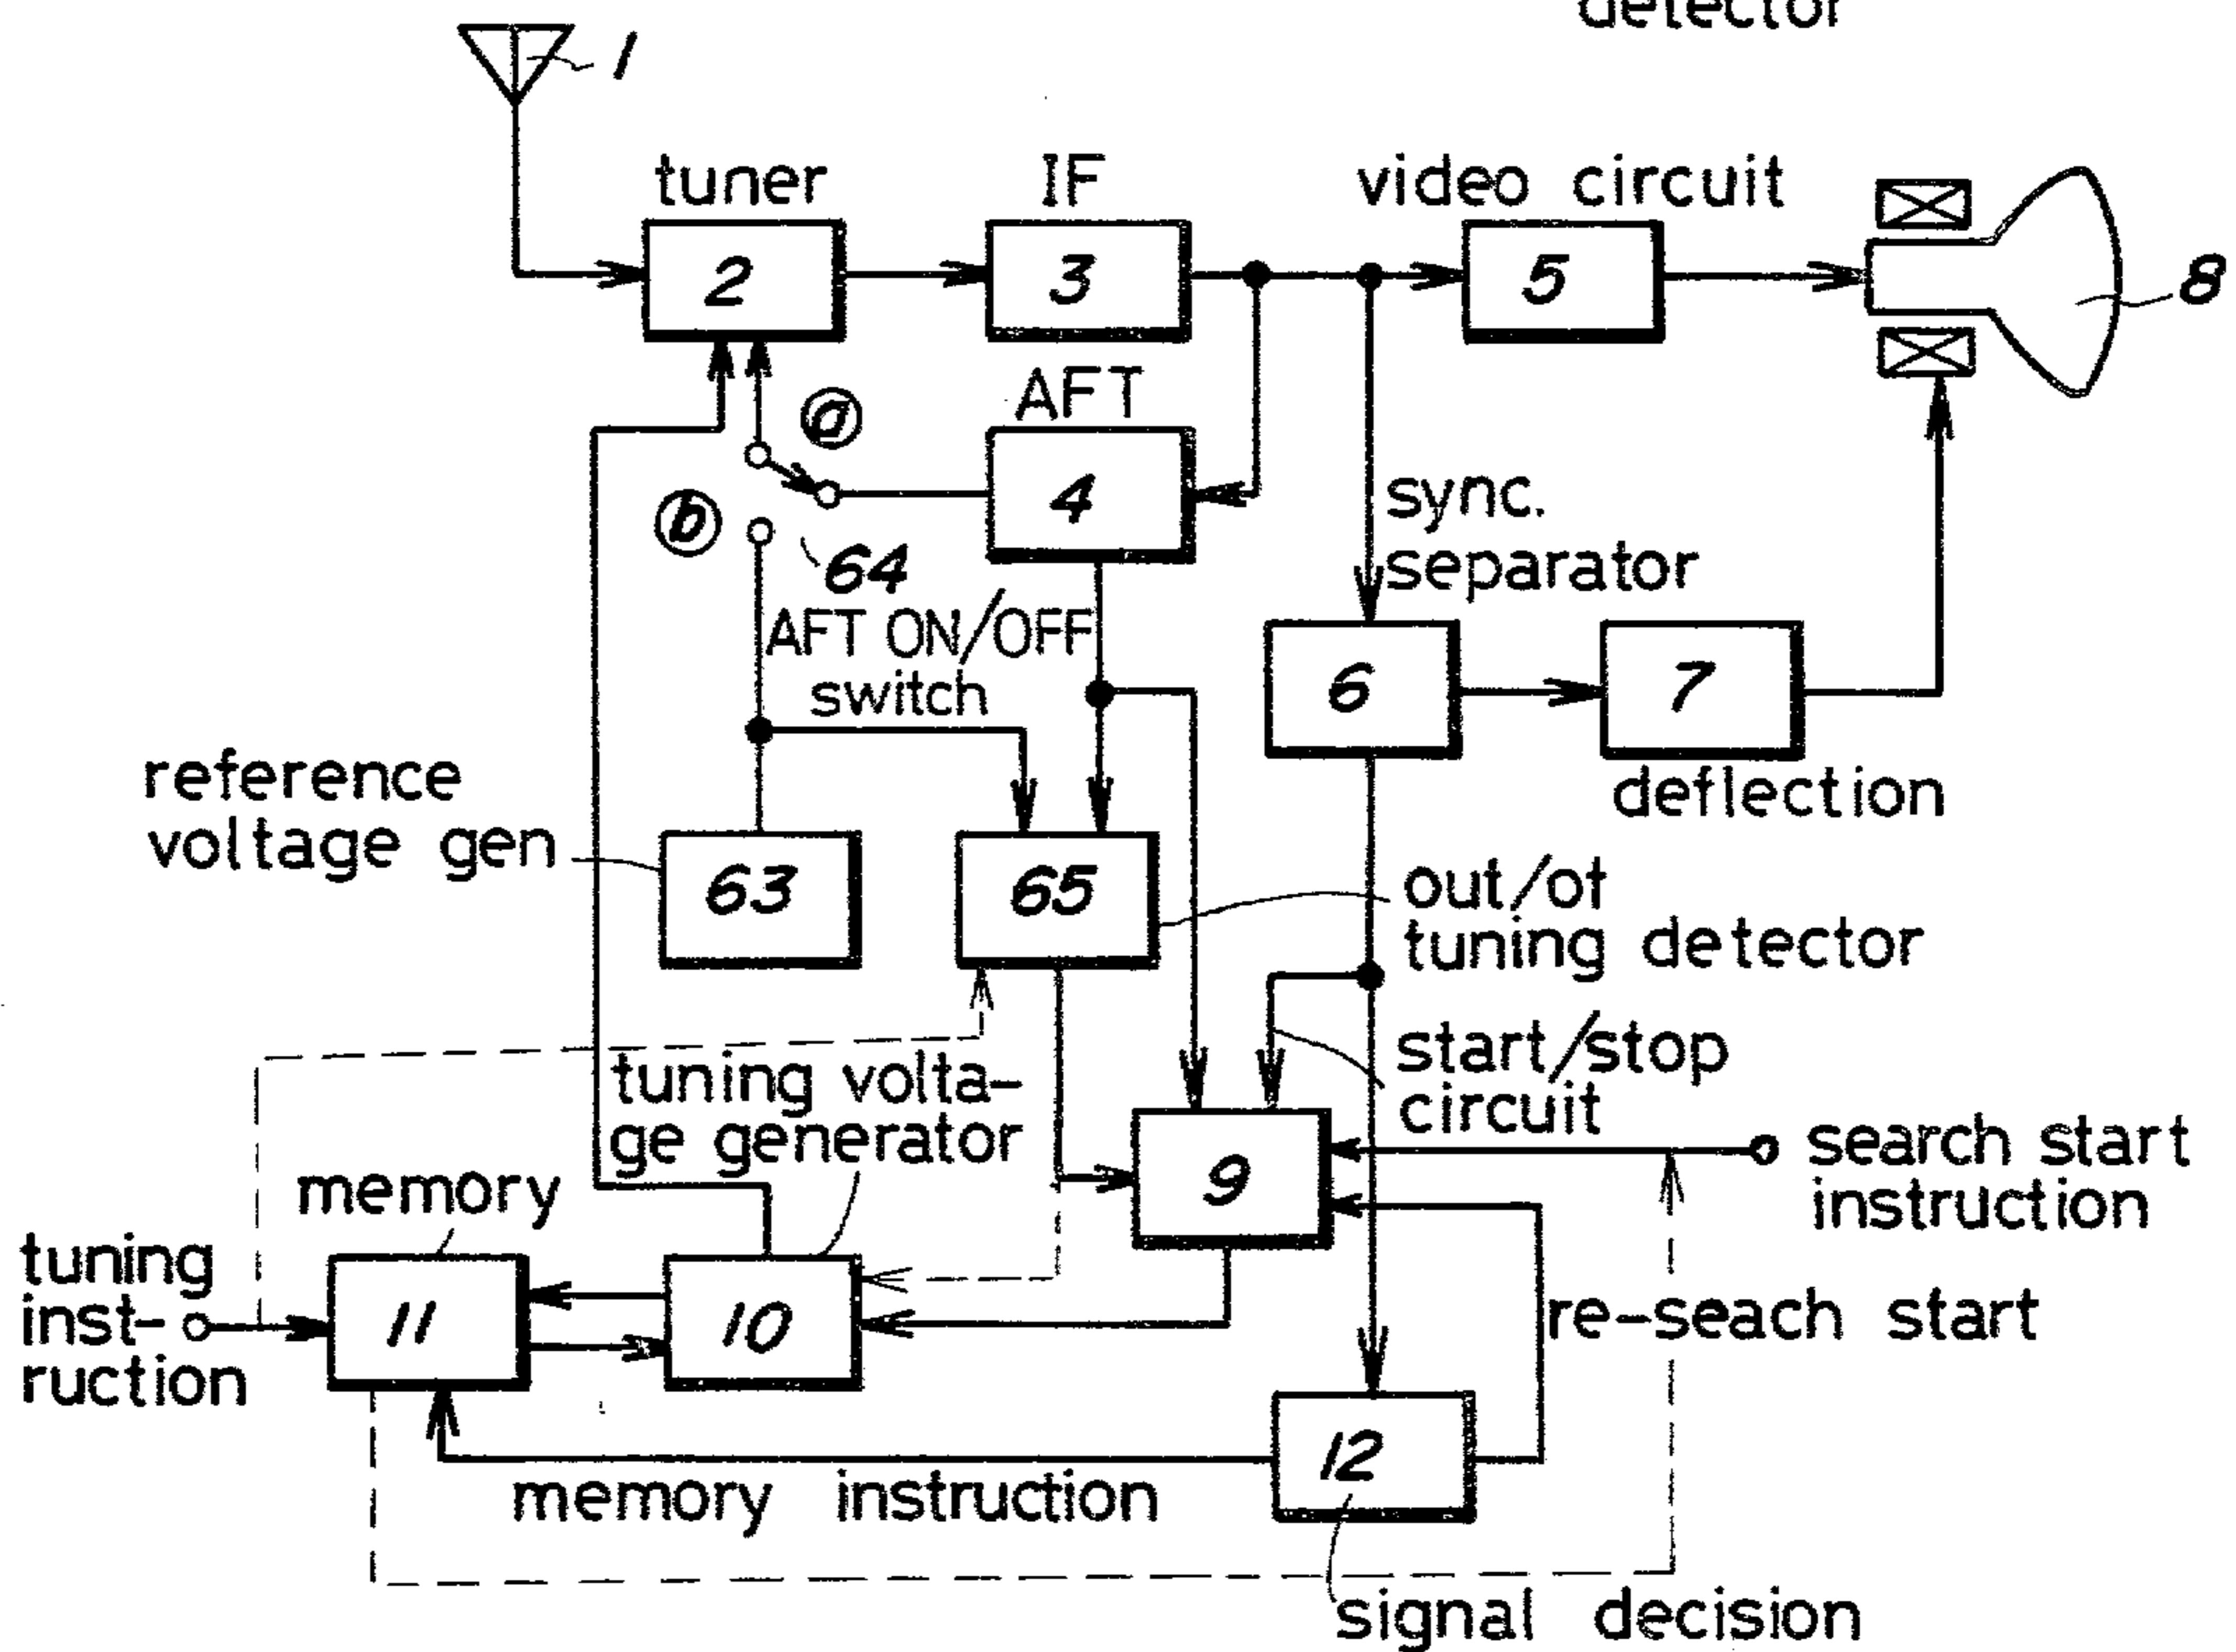 detector
1
tuner
IF
video circuit
2
3
5
8
AFT
a
4
b
sync.
separator
64
AFT ON/OFF
switch
6
7
deflection
reference
voltage gen
63
65
out/of
tuning detector
start/stop
circuit
tuning volta-
ge generator
9
search start
instruction
memory
tuning
inst-
ruction
11
10
re-seach start
12
memory instruction
signal decision